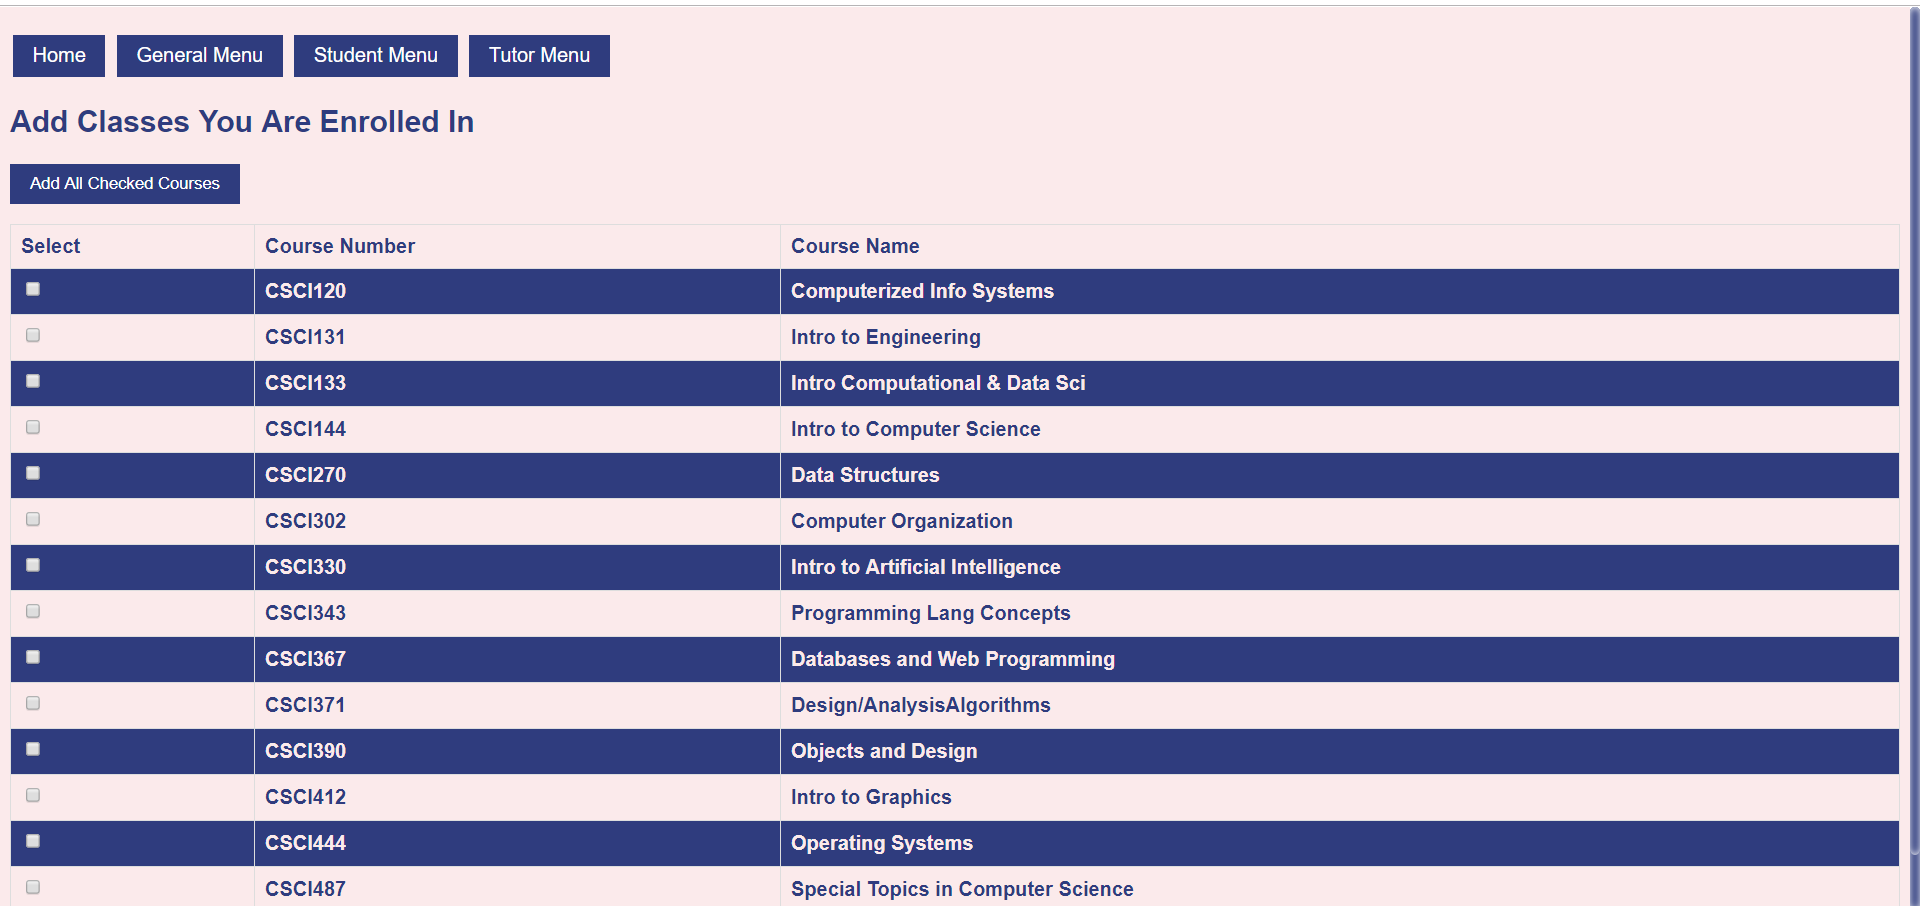 Home General Menu Student Menu Tutor Menu
Add Classes You Are Enrolled In
Add All Checked Courses
Select Course Number Course Name
CSCI120 Computerized Info Systems
CSCI131 Intro to Engineering
CSCI133 Intro Computational & Data Sci
CSCI144 Intro to Computer Science
CSCI270 Data Structures
CSCI302 Computer Organization
CSCI330 Intro to Artificial Intelligence
CSCI343 Programming Lang Concepts
CSCI367 Databases and Web Programming
CSCI371 Design/AnalysisAlgorithms
CSCI390 Objects and Design
CSCI412 Intro to Graphics
CSCI444 Operating Systems
CSCI487 Special Topics in Computer Science